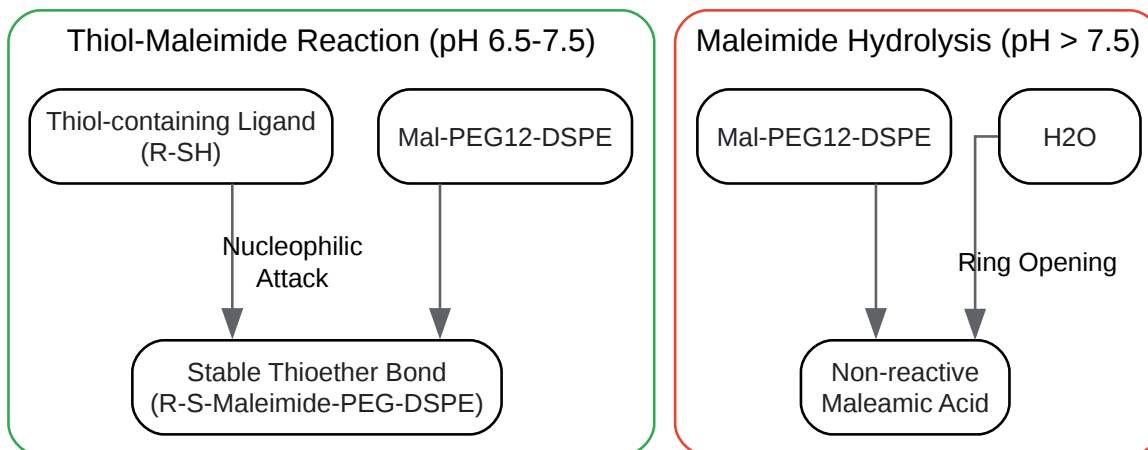 Thiol-Maleimide Reaction (pH 6.5-7.5)
Thiol-containing Ligand
(R-SH)
Mal-PEG12-DSPE
Nucleophilic
Attack
Stable Thioether Bond
(R-S-Maleimide-PEG-DSPE)
Maleimide Hydrolysis (pH > 7.5)
Mal-PEG12-DSPE
H2O
Ring Opening
Non-reactive
Maleamic Acid